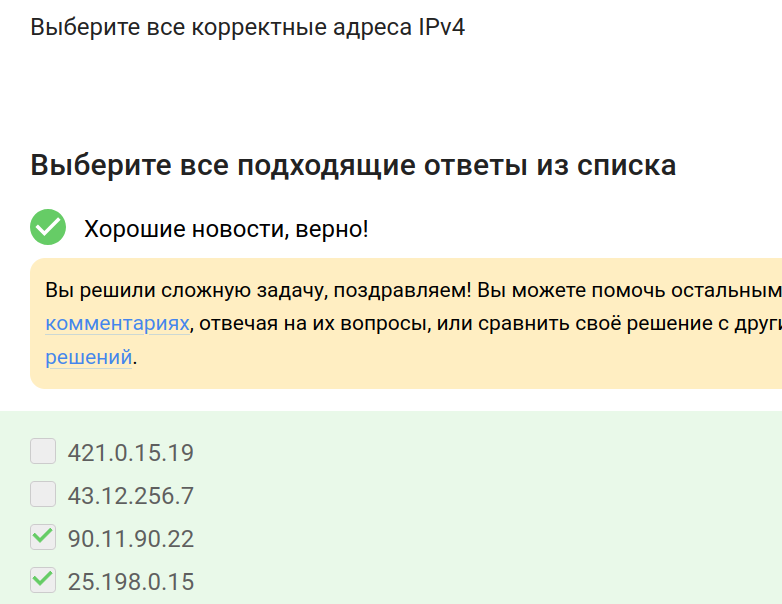 Выберите все корректные адреса IPv4
Выберите все подходящие ответы из списка
Хорошие новости, верно!
Вы решили сложную задачу, поздравляем! Вы можете помочь остальным
комментариях, отвечая на их вопросы, или сравнить своё решение с друг
решений.
421.0.15.19
43.12.256.7
90.11.90.22
25.198.0.15